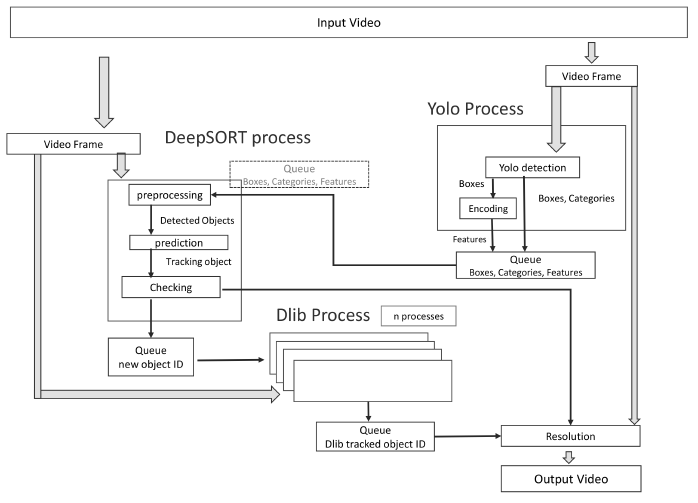 Input Video
Video Frame
Yolo Process
DeepSORT process
Video Frame
Queue
Boxes, Categories, Features
Yolo detection
Boxes
Boxes, Categories
preprocessing
Encoding
Detected Objects
Features
prediction
Tracking object
Queue
Boxes, Categories, Features
Checking
Dlib Process
n processes
Queue
new object ID
Queue
Dlib tracked object ID
Resolution
Output Video